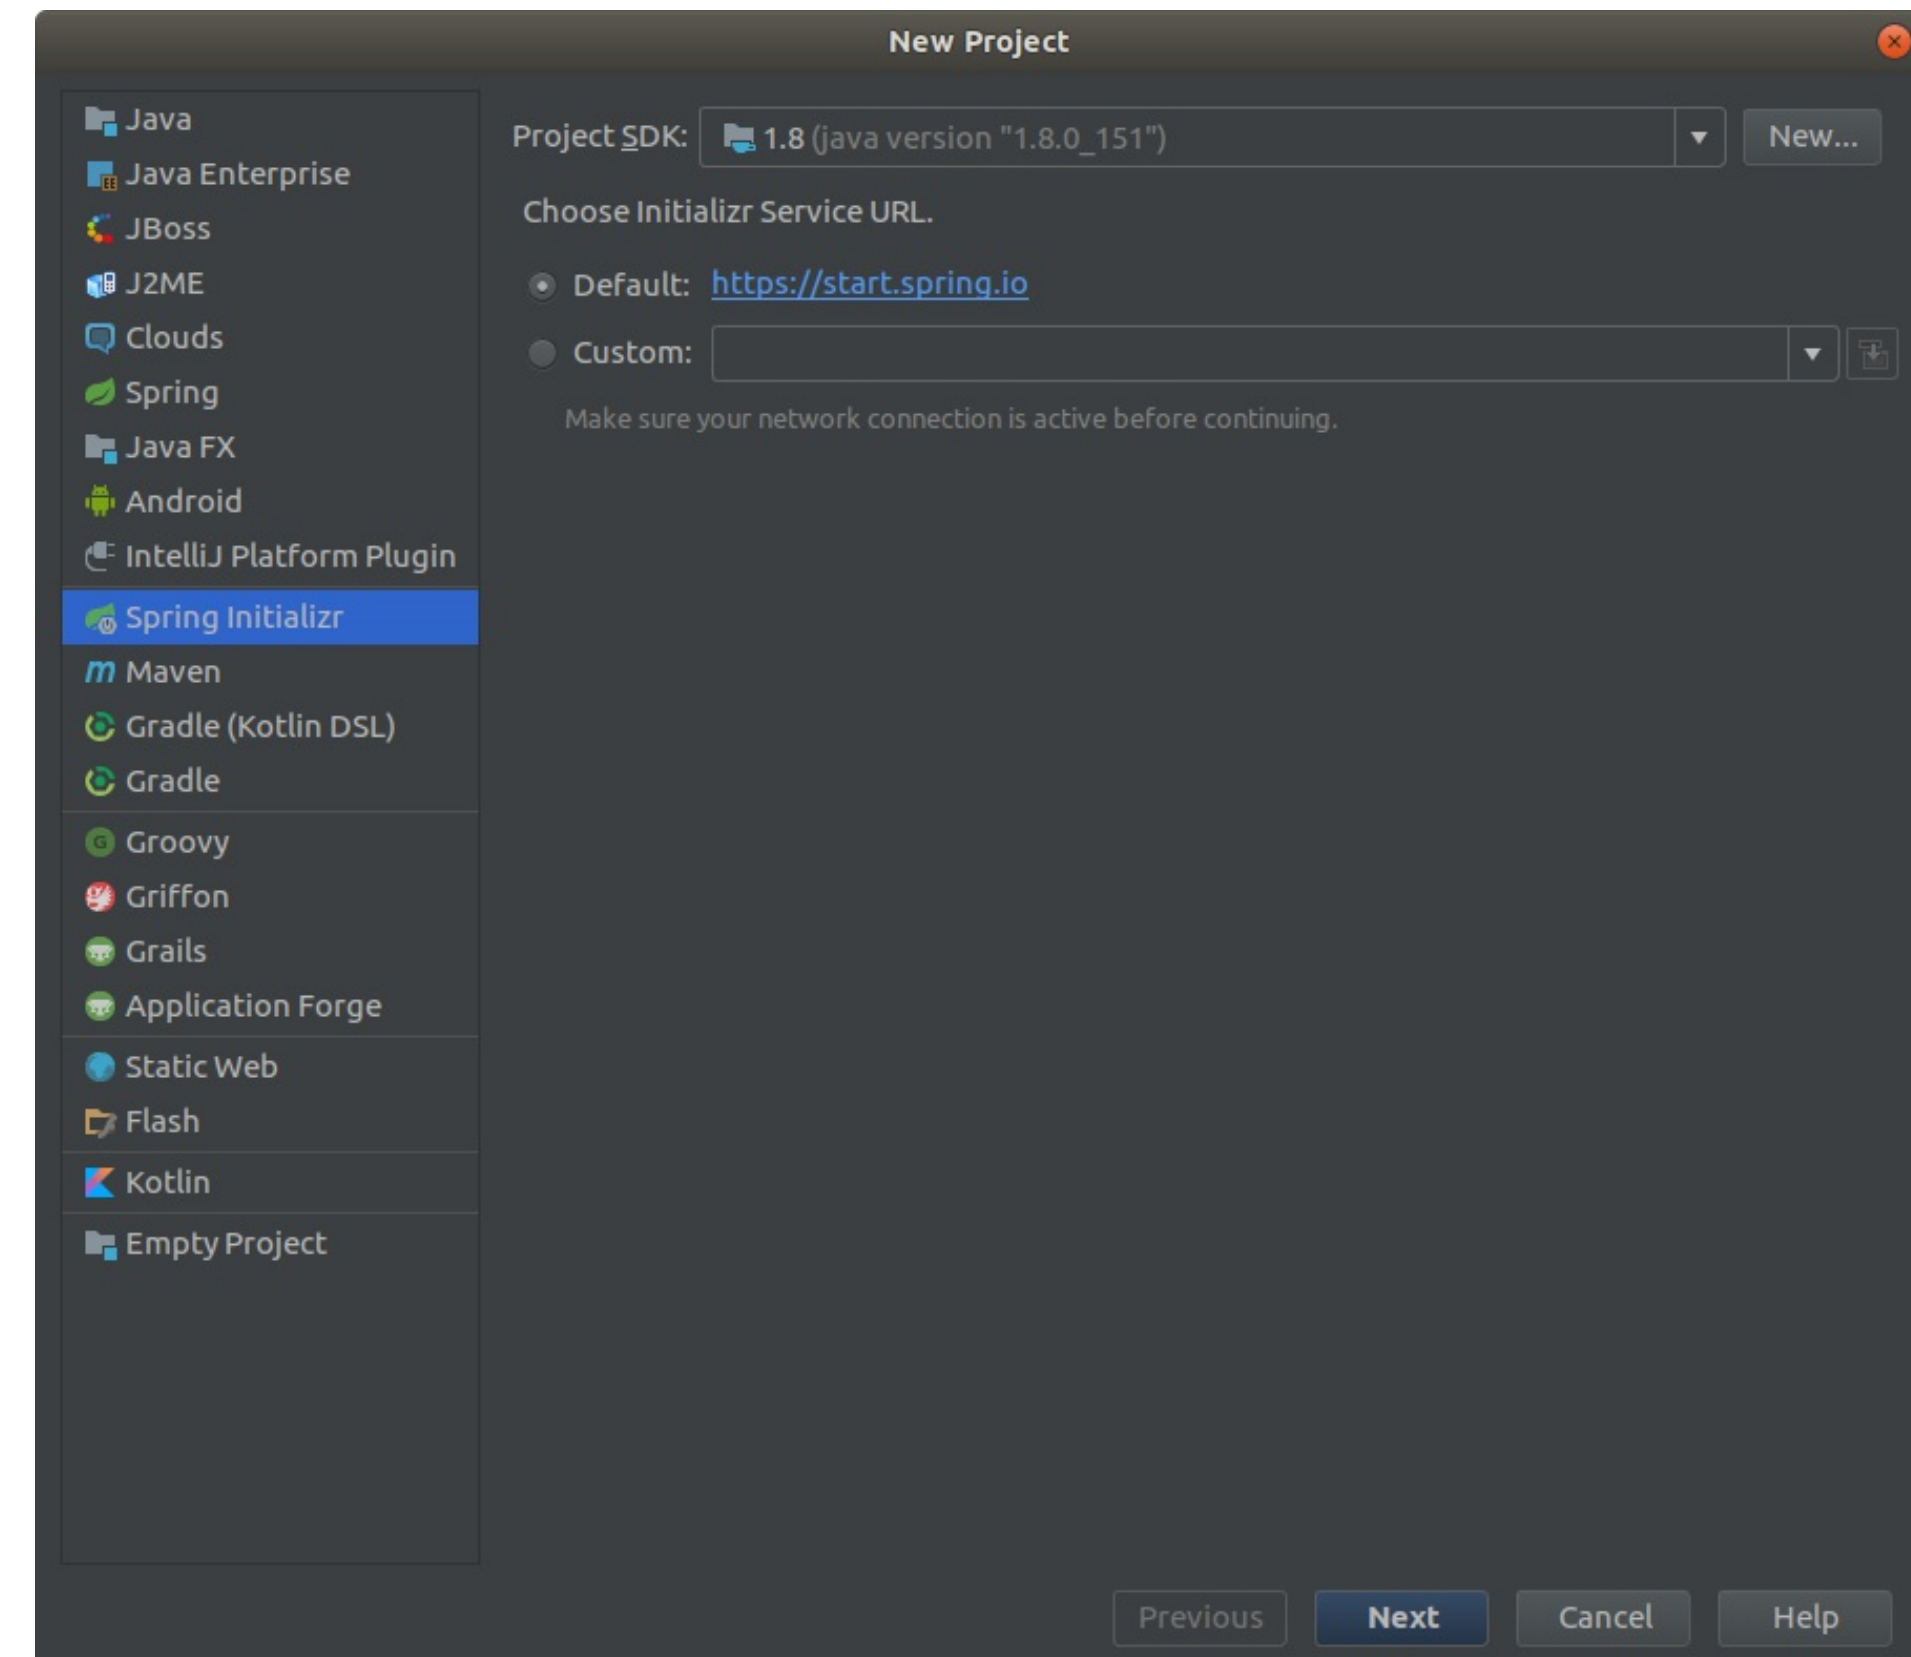 New Project
Java
Java Enterprise
JBoss
J2ME
Clouds
Spring
Java FX
Android
IntelliJ Platform Plugin
Spring Initializr
Maven
Gradle (Kotlin DSL)
Gradle
Groovy
Griffon
Grails
Application Forge
Static Web
Flash
Kotlin
Empty Project
Project SDK: 1.8 (java version "1.8.0_151") New...
Choose Initializr Service URL.
Default: https://start.spring.io
Custom:
Make sure your network connection is active before continuing.
Previous Next Cancel Help